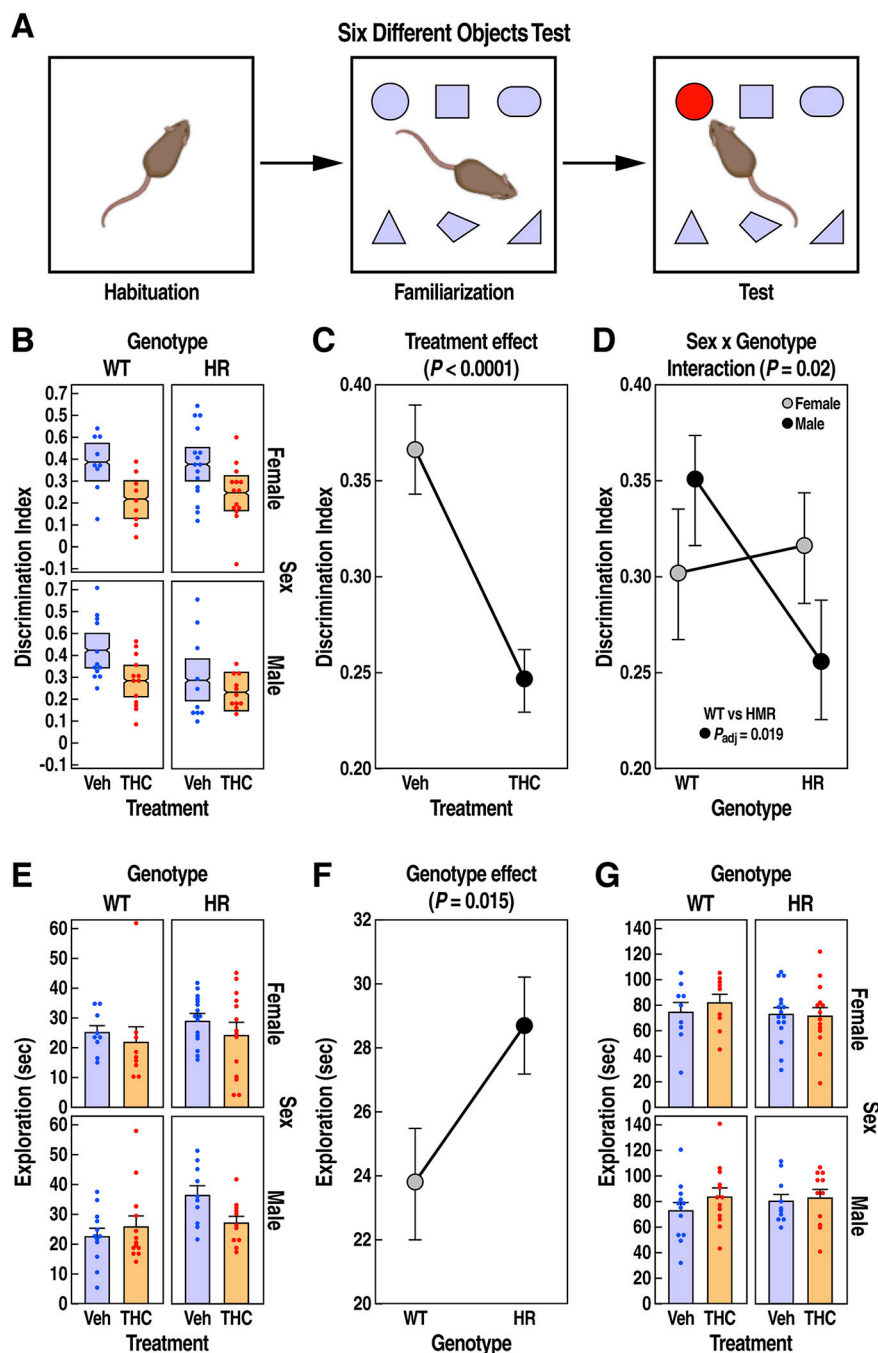 A
Six Different Objects Test
Habituation
Familiarization
Test
B
Genotype
WT
HR
Discrimination Index
0.7
0.3
0.6
0.4
0.3
0.2
0.1
0
-0.1
0.7
0.3
0.6
0.4
0.3
0.2
0.1
0
-0.1
Female
Sex
Male
Veh THC Veh THC
Treatment
C
Treatment effect
(P < 0.0001)
Discrimination Index
0.40
0.35
0.30
0.25
0.20
Veh THC
Treatment
D
Sex x Genotype
Interaction (P = 0.02)
Discrimination Index
0.40
0.35
0.30
0.25
0.20
Female
Male
WT vs HMR
Padj = 0.019
WT HR
Genotype
E
Genotype
WT
HR
Exploration (sec)
60
50
40
30
20
10
0
60
50
40
30
20
10
0
Female
Sex
Male
Veh THC Veh THC
Treatment
F
Genotype effect
(P = 0.015)
Exploration (sec)
32
30
28
26
24
22
20
WT HR
Genotype
G
Genotype
WT
HR
Exploration (sec)
140
120
100
80
60
40
20
0
140
120
100
80
60
40
20
0
Female
Sex
Male
Veh THC Veh THC
Treatment